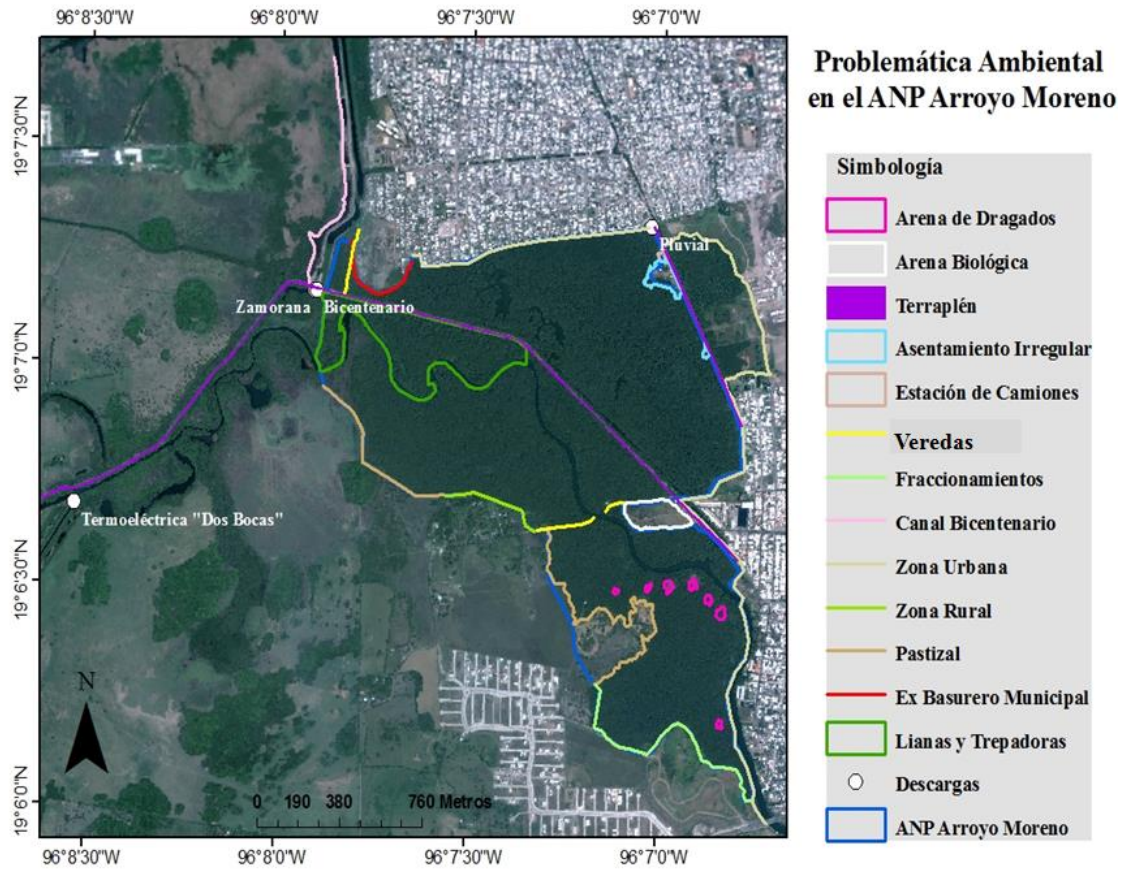 96°8'30"W 96°8'0"W 96°7'30"W 96°7'0"W
Problemática Ambiental
en el ANP Arroyo Moreno
19°7'30"N
19°7'0"N
19°6'30"N
19°6'0"N
Pluvial
Zamorana Bicentenario
Termoeléctrica "Dos Bocas"
N
0 190 380 760 Metros
96°8'30"W 96°8'0"W 96°7'30"W 96°7'0"W
Simbología
Arena de Dragados
Arena Biológica
Terraplén
Asentamiento Irregular
Estación de Camiones
Veredas
Fraccionamientos
Canal Bicentenario
Zona Urbana
Zona Rural
Pastizal
Ex Basurero Municipal
Lianas y Trepadoras
Descargas
ANP Arroyo Moreno